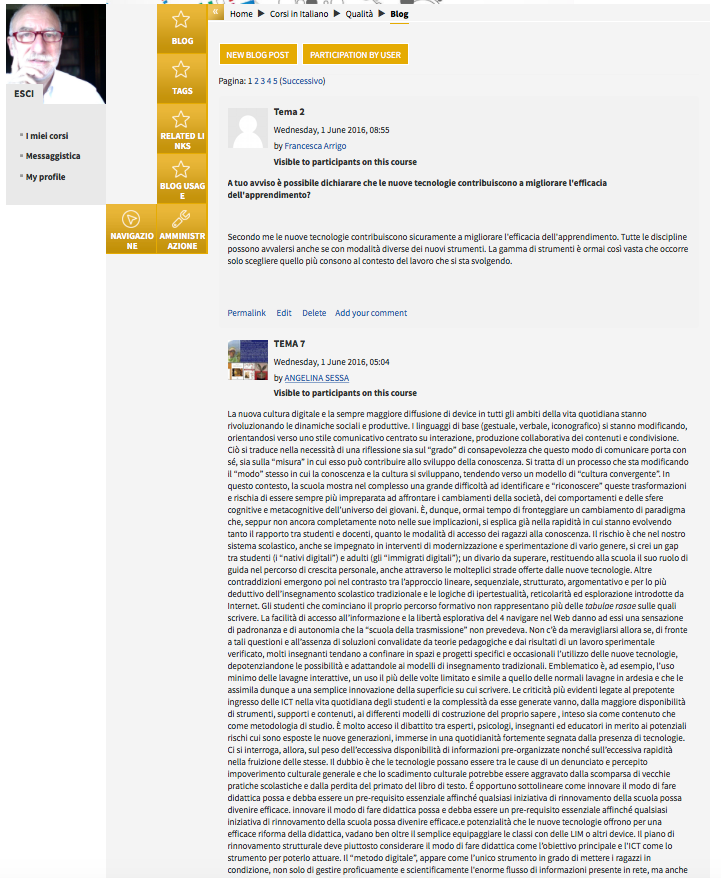 ESCI
I miei corsi
Messaggistica
My profile
BLOG
TAGS
RELATED LI
NKS
BLOG USAG
E
NAVIGAZIO
NE
AMMINISTR
AZIONE
«
Home ▶ Corsi in Italiano ▶ Qualità ▶ Blog
NEW BLOG POST
PARTICIPATION BY USER
Pagina: 1 2 3 4 5 (Successivo)
Tema 2
Wednesday, 1 June 2016, 08:55
by Francesca Arrigo
Visible to participants on this course
A tuo avviso è possibile dichiarare che le nuove tecnologie contribuiscono a migliorare l'efficacia
dell'apprendimento?
Secondo me le nuove tecnologie contribuiscono sicuramente a migliorare l'efficacia dell'apprendimento. Tutte le discipline
possono avvalersi anche se con modalità diverse dei nuovi strumenti. La gamma di strumenti è ormai così vasta che occorre
solo scegliere quello più consono al contesto del lavoro che si sta svolgendo.
Permalink Edit Delete Add your comment
TEMA 7
Wednesday, 1 June 2016, 05:04
by ANGELINA SESSA
Visible to participants on this course
La nuova cultura digitale e la sempre maggiore diffusione di device in tutti gli ambiti della vita quotidiana stanno
rivoluzionando le dinamiche sociali e produttive. I linguaggi di base (gestuale, verbale, iconografico) si stanno modificando,
orientandosi verso uno stile comunicativo centrato su interazione, produzione collaborativa dei contenuti e condivisione.
Ciò si traduce nella necessità di una riflessione sia sul “grado” di consapevolezza che questo modo di comunicare porta con
sé, sia sulla “misura” in cui esso può contribuire allo sviluppo della conoscenza. Si tratta di un processo che sta modificando
il “modo” stesso in cui la conoscenza e la cultura si sviluppano, tendendo verso un modello di “cultura convergente”. In
questo contesto, la scuola mostra nel complesso una grande difficoltà ad identificare e “riconoscere” queste trasformazioni
e rischia di essere sempre più impreparata ad affrontare i cambiamenti della società, dei comportamenti e delle sfere
cognitive e metacognitive dell'universo dei giovani. È, dunque, ormai tempo di fronteggiare un cambiamento di paradigma
che, seppur non ancora completamente noto nelle sue implicazioni, si esplica già nella rapidità in cui stanno evolvendo
tanto il rapporto tra studenti e docenti, quanto le modalità di accesso dei ragazzi alla conoscenza. Il rischio è che nel nostro
sistema scolastico, anche se impegnato in interventi di modernizzazione e sperimentazione di vario genere, si crei un gap
tra studenti (i “nativi digitali”) e adulti (gli “immigrati digitali”); un divario da superare, restituendo alla scuola il suo ruolo di
guida nel percorso di crescita personale, anche attraverso le molteplici strade offerte dalle nuove tecnologie. Altre
contraddizioni emergono poi nel contrasto tra l'approccio lineare, sequenziale, strutturato, argomentativo e per lo più
deduttivo dell'insegnamento scolastico tradizionale e le logiche di ipertestualità, reticolarità ed esplorazione introdotte da
Internet. Gli studenti che cominciano il proprio percorso formativo non rappresentano più delle tabulae rasae sulle quali
scrivere. La facilità di accesso all'informazione e la libertà esplorativa del 4 navigare nel Web danno ad essi una sensazione
di padronanza e di autonomia che la “scuola della trasmissione” non prevedeva. Non c'è da meravigliarsi allora se, di fronte
a tali questioni e all'assenza di soluzioni convalidate da teorie pedagogiche e dai risultati di un lavoro sperimentale
verificato, molti insegnanti tendano a confinare in spazi e progetti specifici e occasionali l'utilizzo delle nuove tecnologie,
depotenziandone le possibilità e adattandole ai modelli di insegnamento tradizionali. Emblematico è, ad esempio, l'uso
minimo delle lavagne interattive, un uso il più delle volte limitato e simile a quello delle normali lavagne in ardesia e che le
assimila dunque a una semplice innovazione della superficie su cui scrivere. Le criticità più evidenti legate al prepotente
ingresso delle ICT nella vita quotidiana degli studenti e la complessità da esse generate vanno, dalla maggiore disponibilità
di strumenti, supporti e contenuti, ai differenti modelli di costruzione del proprio sapere , inteso sia come contenuto che
come metodologia di studio. È molto acceso il dibattito tra esperti, psicologi, insegnanti ed educatori in merito ai potenziali
rischi cui sono esposte le nuove generazioni, immerse in una quotidianità fortemente segnata dalla presenza di tecnologie.
Ci si interroga, allora, sul peso dell'eccessiva disponibilità di informazioni pre-organizzate nonché sull'eccessiva rapidità
nella fruizione delle stesse. Il dubbio è che le tecnologie possano essere tra le cause di un denunciato e percepito
impoverimento culturale generale e che lo scadimento culturale potrebbe essere aggravato dalla scomparsa di vecchie
pratiche scolastiche e dalla perdita del primato del libro di testo. È opportuno sottolineare come innovare il modo di fare
didattica possa e debba essere un pre-requisito essenziale affinché qualsiasi iniziativa di rinnovamento della scuola possa
divenire efficace. innovare il modo di fare didattica possa e debba essere un pre-requisito essenziale affinché qualsiasi
iniziativa di rinnovamento della scuola possa divenire efficace.e potenzialità che le nuove tecnologie offrono per una
efficace riforma della didattica, vadano ben oltre il semplice equipaggiare le classi con delle LIM o altri device. Il piano di
rinnovamento strutturale deve piuttosto considerare il modo di fare didattica come l'obiettivo principale e l'ICT come lo
strumento per poterlo attuare. Il “metodo digitale”, appare come l'unico strumento in grado di mettere i ragazzi in
condizione, non solo di gestire proficuamente e scientificamente l'enorme flusso di informazioni presente in rete, ma anche